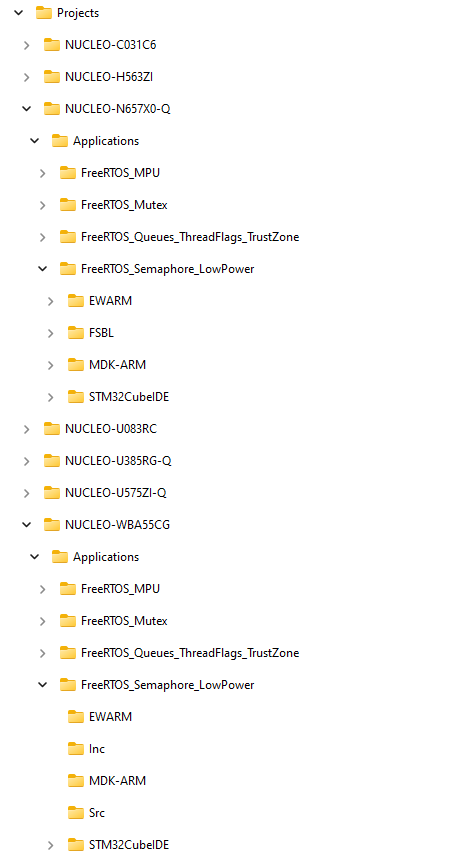 Projects
NUCLEO-C031C6
NUCLEO-H563ZI
NUCLEO-N657X0-Q
Applications
FreeRTOS_MPU
FreeRTOS_Mutex
FreeRTOS_Queues_ThreadFlags_TrustZone
FreeRTOS_Semaphore_LowPower
EWARM
FSBL
MDK-ARM
STM32CubeIDE
NUCLEO-U083RC
NUCLEO-U385RG-Q
NUCLEO-U575ZI-Q
NUCLEO-WBA55CG
Applications
FreeRTOS_MPU
FreeRTOS_Mutex
FreeRTOS_Queues_ThreadFlags_TrustZone
FreeRTOS_Semaphore_LowPower
EWARM
Inc
MDK-ARM
Src
STM32CubeIDE